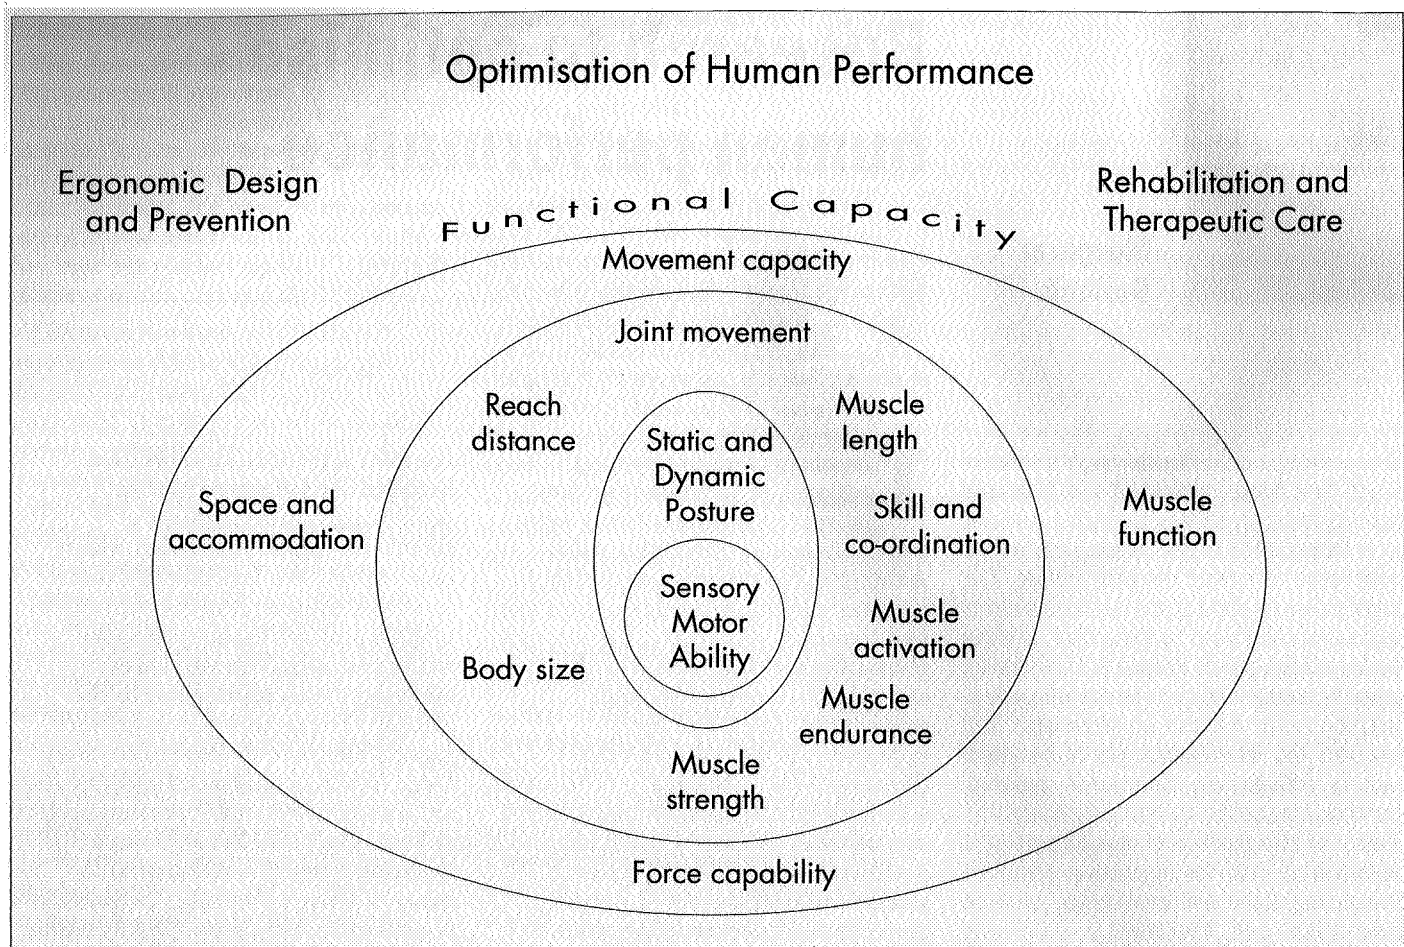 Optimisation of Human Performance
Ergonomic Design
and Prevention
Rehabilitation and
Therapeutic Care
Functional Capacity
Movement capacity
Joint movement
Reach
distance
Muscle
length
Static and
Dynamic
Posture
Space and
accommodation
Skill and
co-ordination
Muscle
function
Sensory
Motor
Ability
Muscle
activation
Body size
Muscle
endurance
Muscle
strength
Force capability